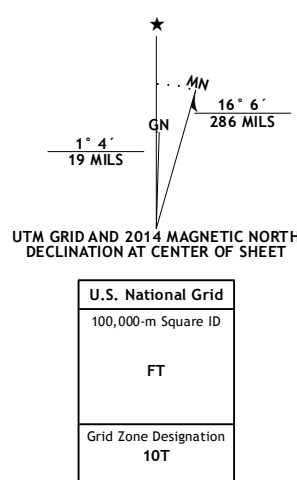 ★
MN
GN
16° 6´
286 MILS
1° 4´
19 MILS
UTM GRID AND 2014 MAGNETIC NORTH
DECLINATION AT CENTER OF SHEET
U.S. National Grid
100,000-m Square ID
FT
Grid Zone Designation
10T